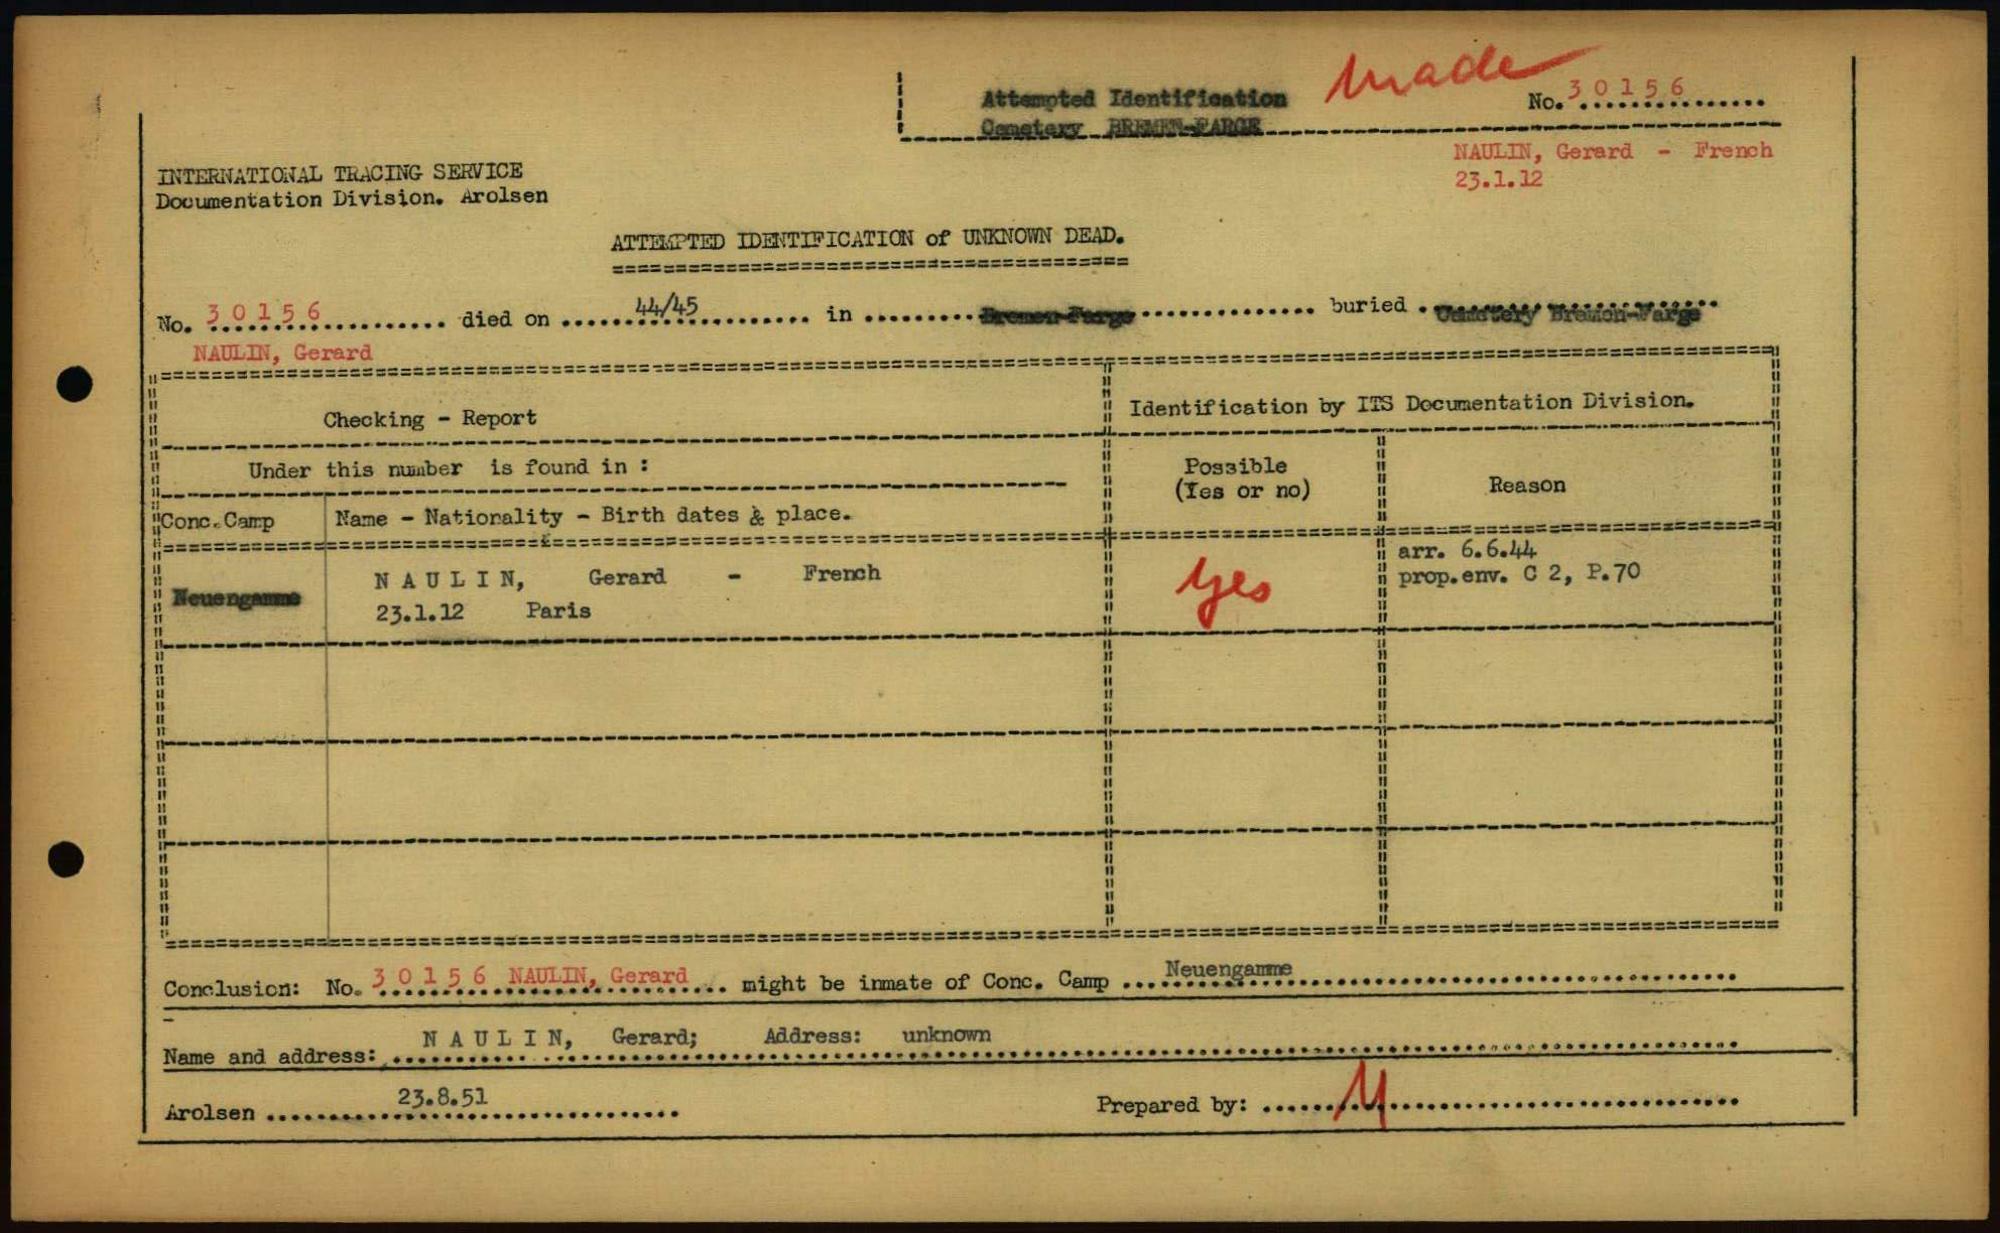 Attempted Identification
Cemetery BREMEN-FARGE
made
No. 30156
NAULIN, Gerard - French
23.1.12
INTERNATIONAL TRACING SERVICE
Documentation Division. Arolsen
ATTEMPTED IDENTIFICATION of UNKNOWN DEAD.
No. 30156 died on 44/45 in Bremen-Farge buried Cemetery Bremen-Farge
NAULIN, Gerard
Checking - Report
Identification by ITS Documentation Division.
Under this number is found in :
Possible
(Yes or no)
Reason
Conc.Camp
Name - Nationality - Birth dates & place.
Neuengamme
NAULIN, Gerard - French
23.1.12 Paris
yes
arr. 6.6.44
prop.env. C 2, P.70
Conclusion: No. 30156 NAULIN, Gerard might be inmate of Conc. Camp Neuengamme
Name and address: NAULIN, Gerard; Address: unknown
Arolsen 23.8.51
Prepared by: